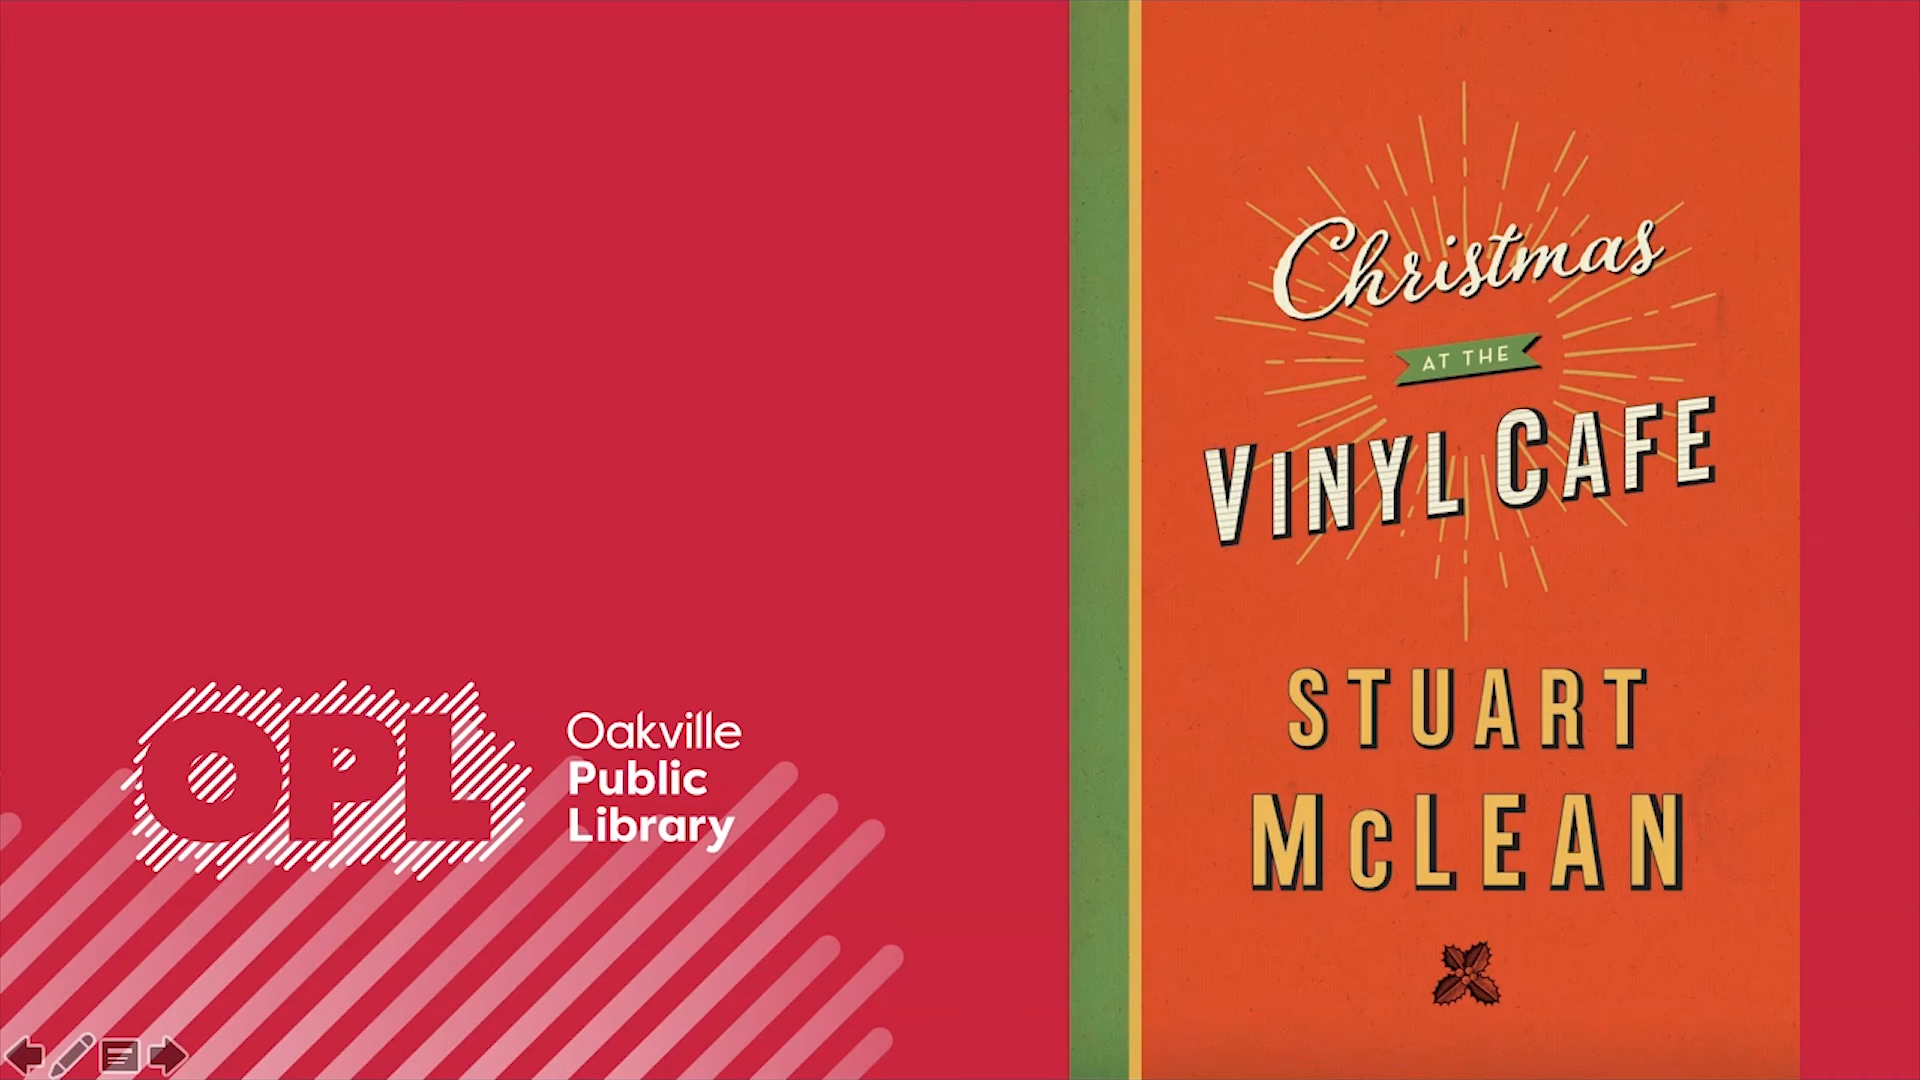 OPL
Oakville
Public
Library
Christmas
AT THE
VINYL CAFE
STUART
McLEAN